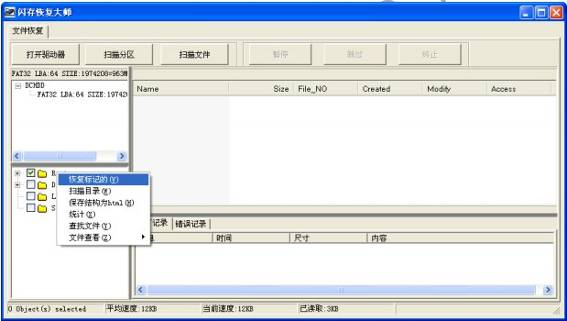 闪存恢复大师
文件恢复
打开驱动器 扫描分区 扫描文件 暂停 跳过 终止
FAT32 LBA:64 SIZE:1974208=963M
DCHDD
FAT32 LBA:64 SIZE:19742
Name Size File_NO Created Modify Access
R
D
L
S
恢复标记的(Y)
扫描目录(W)
保存结构为html(M)
统计(X)
查找文件(V)
文件查看(Z)
记录 错误记录
时间 尺寸 内容
0 Object(s) selected 平均速度:12KB 当前速度:12KB 已读取:3KB